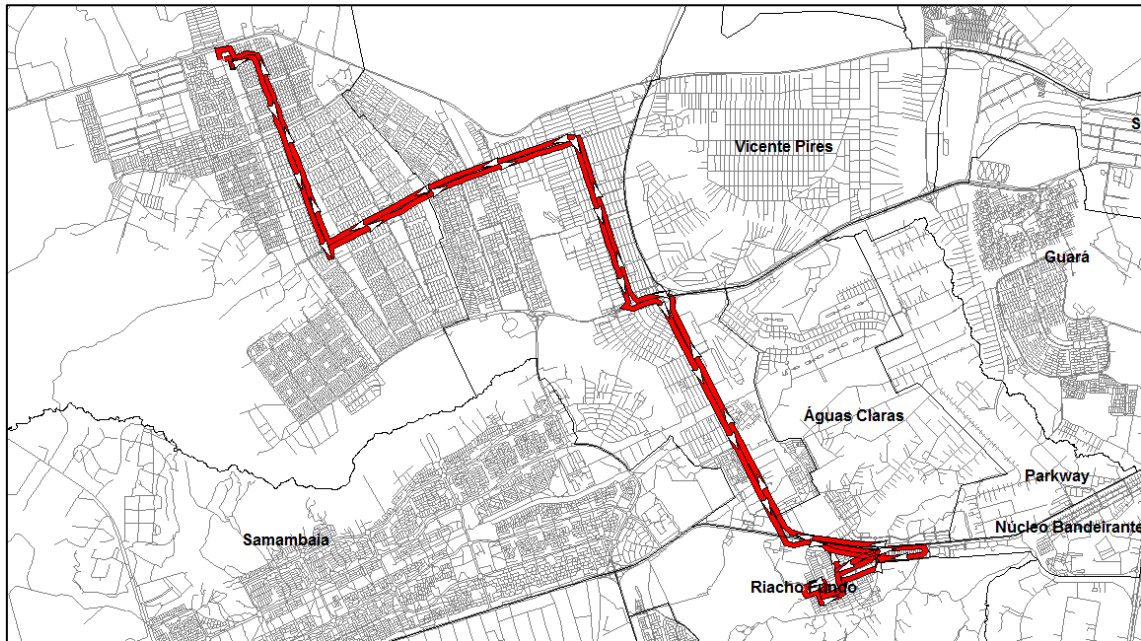 S
Vicente Pires
Guará
Águas Claras
Parkway
Núcleo Bandeirante
Samambaia
Riacho Fundo